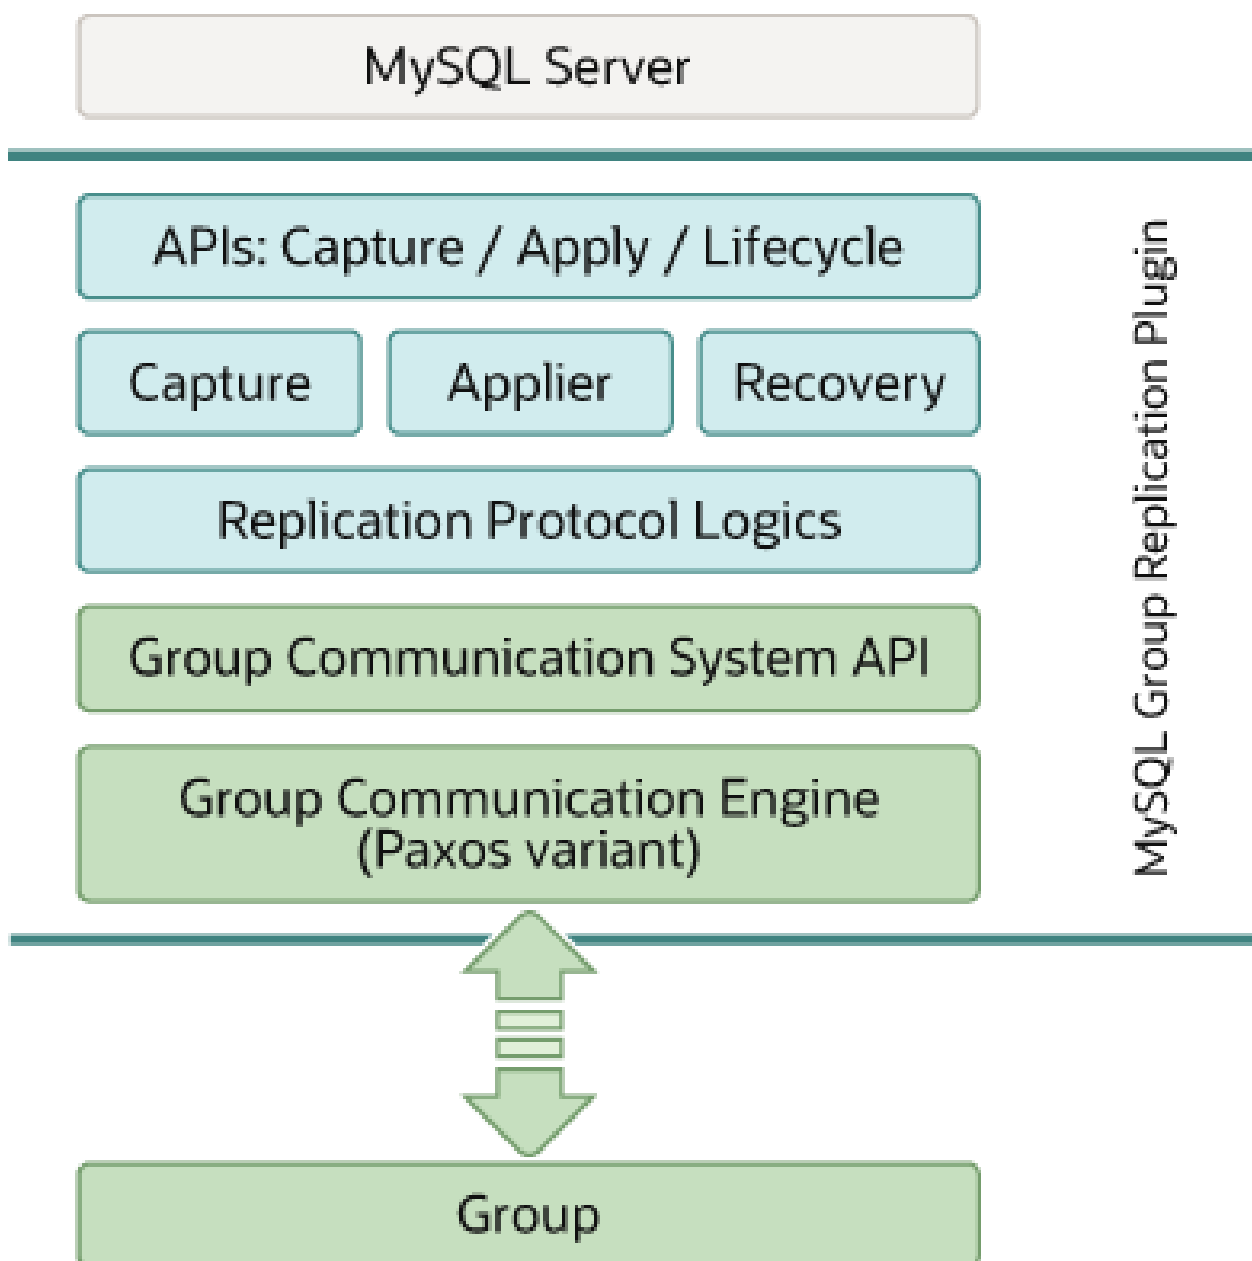 MySQL Server
APIs: Capture / Apply / Lifecycle
Capture
Applier
Recovery
Replication Protocol Logics
Group Communication System API
Group Communication Engine
(Paxos variant)
MySQL Group Replication Plugin
Group